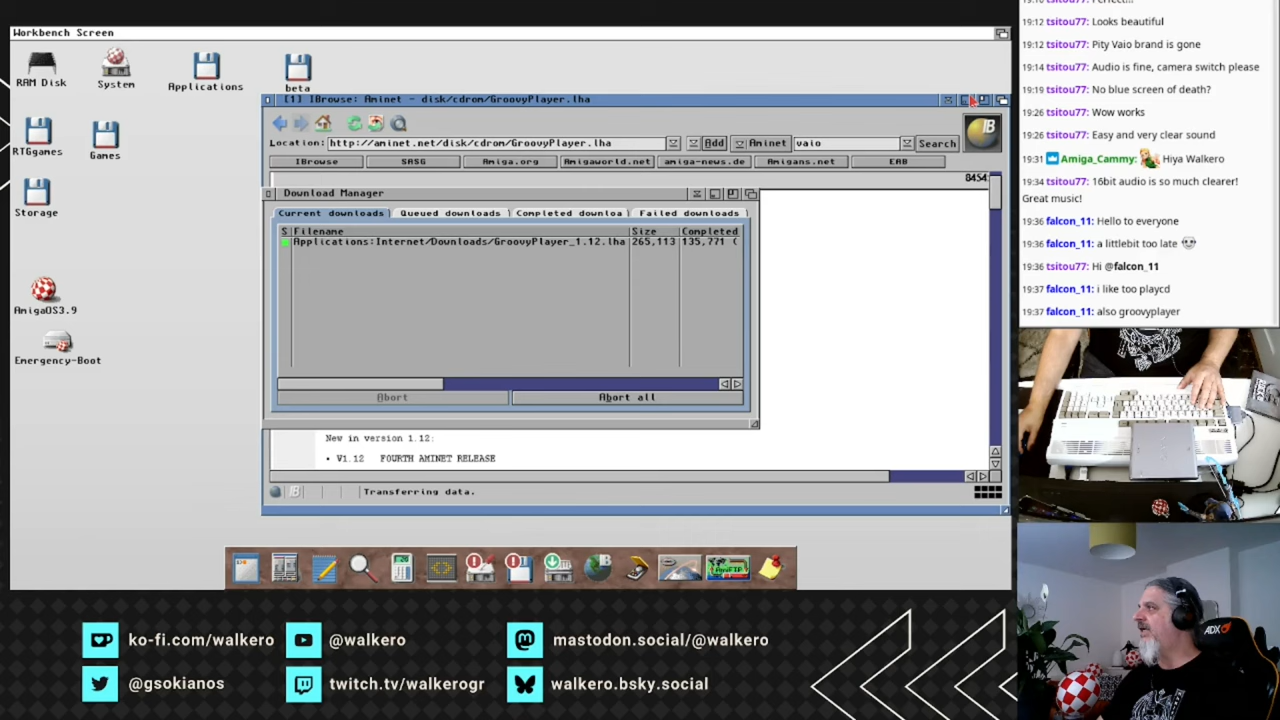 Workbench Screen
RAM Disk
System
Applications
beta
RTGgames
Games
Storage
AmigaOS3.9
Emergency-Boot
[1] IBrowse: Aminet - disk/cdrom/GroovyPlayer.lha
Location: http://aminet.net/disk/cdrom/GroovyPlayer.lha Add Aminet vaio Search
IBrowse SASG Amiga.org Amigaworld.net amiga-news.de Amigans.net EAB
8454
Download Manager
Current downloads Queued downloads Completed downloa Failed downloads
S Filename Size Completed
Applications:Internet/Downloads/GroovyPlayer_1.12.lha 265,113 135,771 (
Abort Abort all
New in version 1.12:
• V1.12 FOURTH AMINET RELEASE
Transferring data.
19:12 tsitou77: Looks beautiful
19:12 tsitou77: Pity Vaio brand is gone
19:14 tsitou77: Audio is fine, camera switch please
19:19 tsitou77: No blue screen of death?
19:26 tsitou77: Wow works
19:26 tsitou77: Easy and very clear sound
19:31 Amiga_Cammy: Hiya Walkero
19:34 tsitou77: 16bit audio is so much clearer!
Great music!
19:36 falcon_11: Hello to everyone
19:36 falcon_11: a littlebit too late
19:36 tsitou77: Hi @falcon_11
19:37 falcon_11: i like too playcd
19:37 falcon_11: also groovyplayer
ADX
ko-fi.com/walkero
@walkero
mastodon.social/@walkero
@gsokianos
twitch.tv/walkerogr
walkero.bsky.social